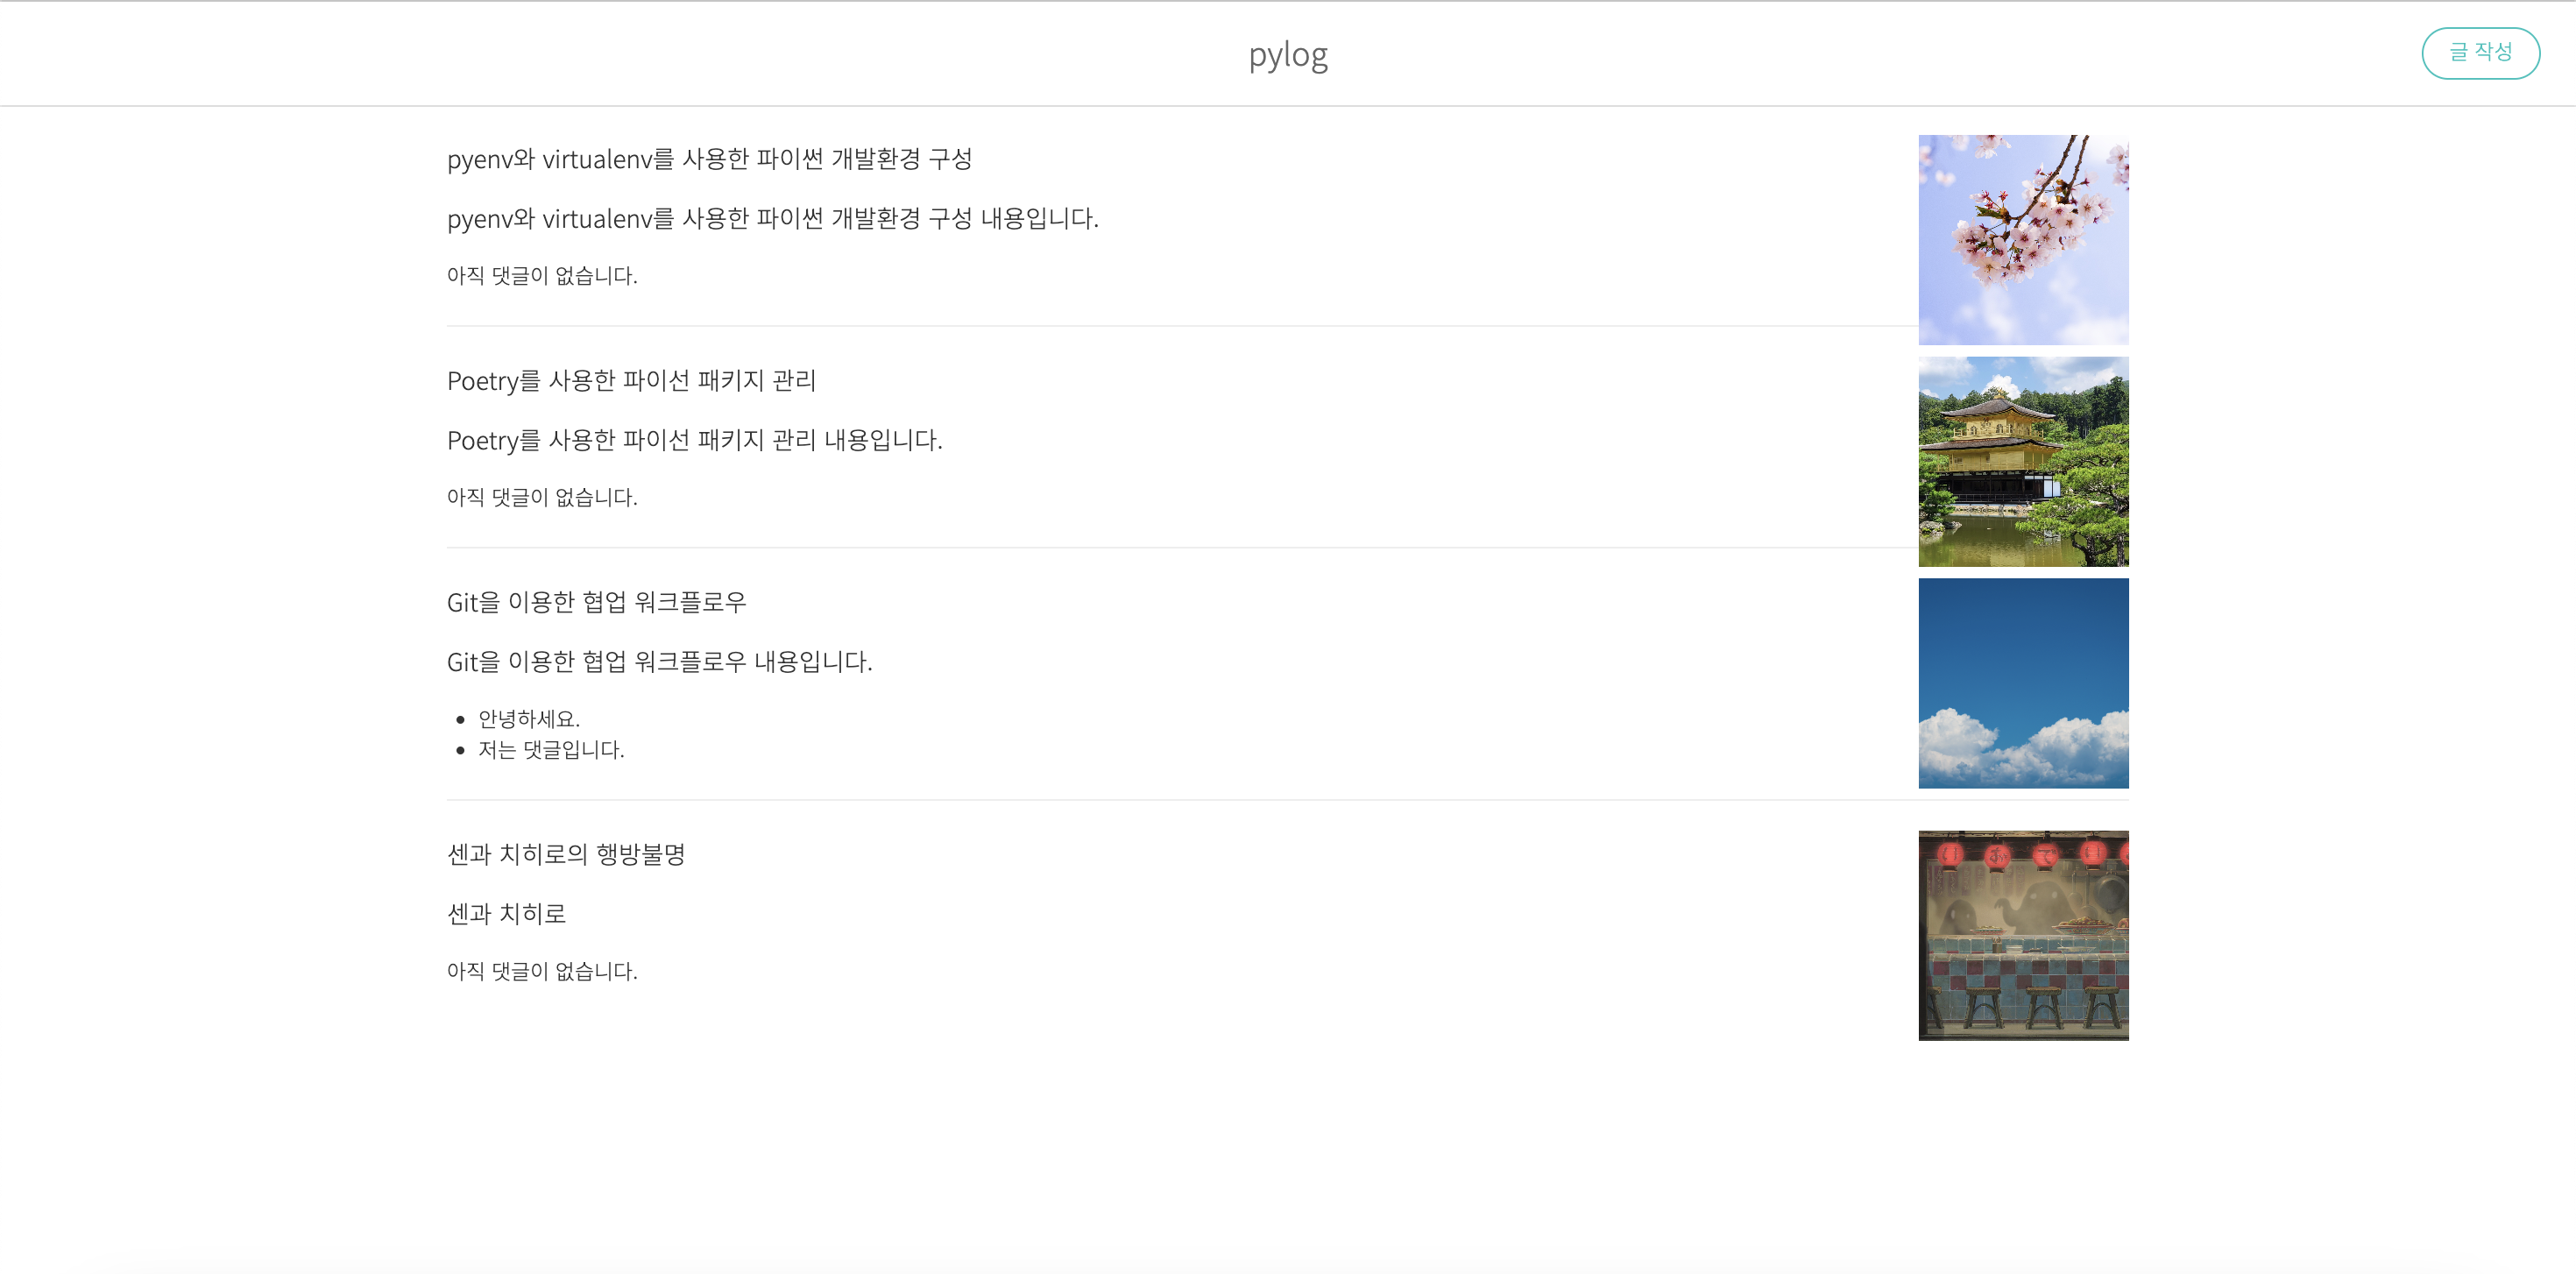 pylog
글 작성
pyenv와 virtualenv를 사용한 파이썬 개발환경 구성
pyenv와 virtualenv를 사용한 파이썬 개발환경 구성 내용입니다.
아직 댓글이 없습니다.
Poetry를 사용한 파이선 패키지 관리
Poetry를 사용한 파이선 패키지 관리 내용입니다.
아직 댓글이 없습니다.
Git을 이용한 협업 워크플로우
Git을 이용한 협업 워크플로우 내용입니다.
안녕하세요.
저는 댓글입니다.
센과 치히로의 행방불명
센과 치히로
아직 댓글이 없습니다.